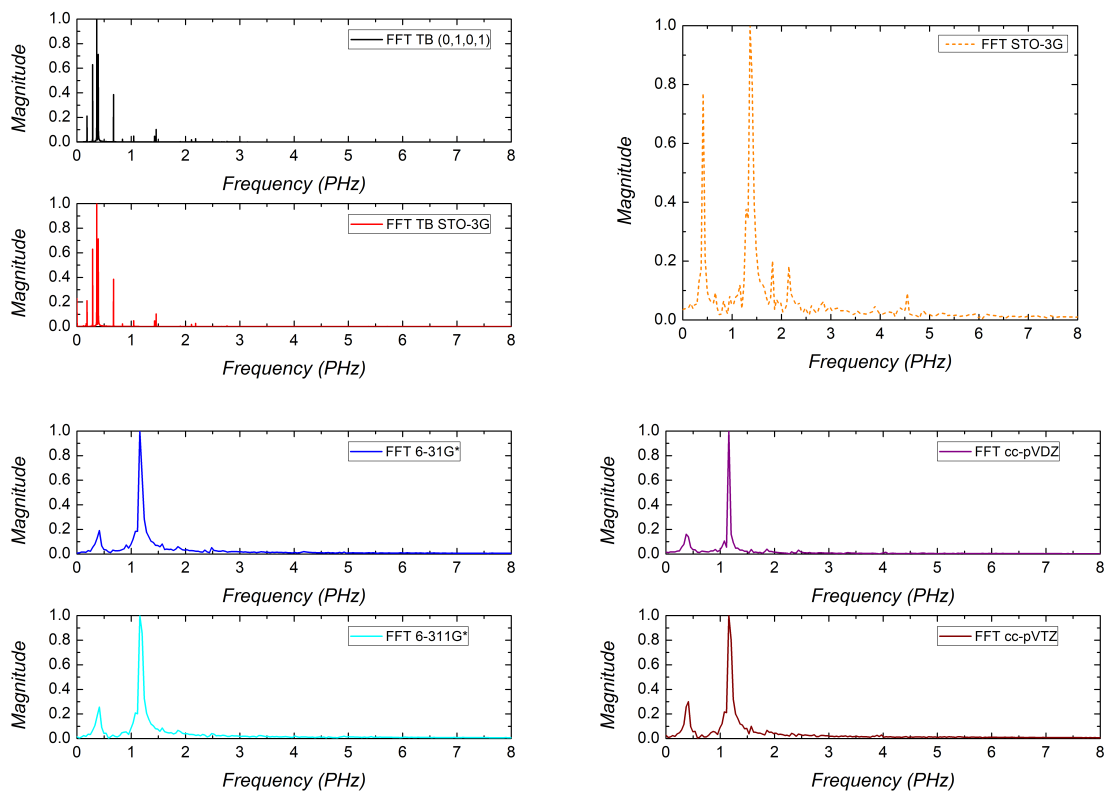 1.0
0.8
0.6
0.4
0.2
0.0
Magnitude
FFT TB (0,1,0,1)
0 1 2 3 4 5 6 7 8
Frequency (PHz)
1.0
0.8
0.6
0.4
0.2
0.0
Magnitude
FFT TB STO-3G
0 1 2 3 4 5 6 7 8
Frequency (PHz)
1.0
0.8
0.6
0.4
0.2
0.0
Magnitude
FFT STO-3G
0 1 2 3 4 5 6 7 8
Frequency (PHz)
1.0
0.8
0.6
0.4
0.2
0.0
Magnitude
FFT 6-31G*
0 1 2 3 4 5 6 7 8
Frequency (PHz)
1.0
0.8
0.6
0.4
0.2
0.0
Magnitude
FFT 6-311G*
0 1 2 3 4 5 6 7 8
Frequency (PHz)
1.0
0.8
0.6
0.4
0.2
0.0
Magnitude
FFT cc-pVDZ
0 1 2 3 4 5 6 7 8
Frequency (PHz)
1.0
0.8
0.6
0.4
0.2
0.0
Magnitude
FFT cc-pVTZ
0 1 2 3 4 5 6 7 8
Frequency (PHz)